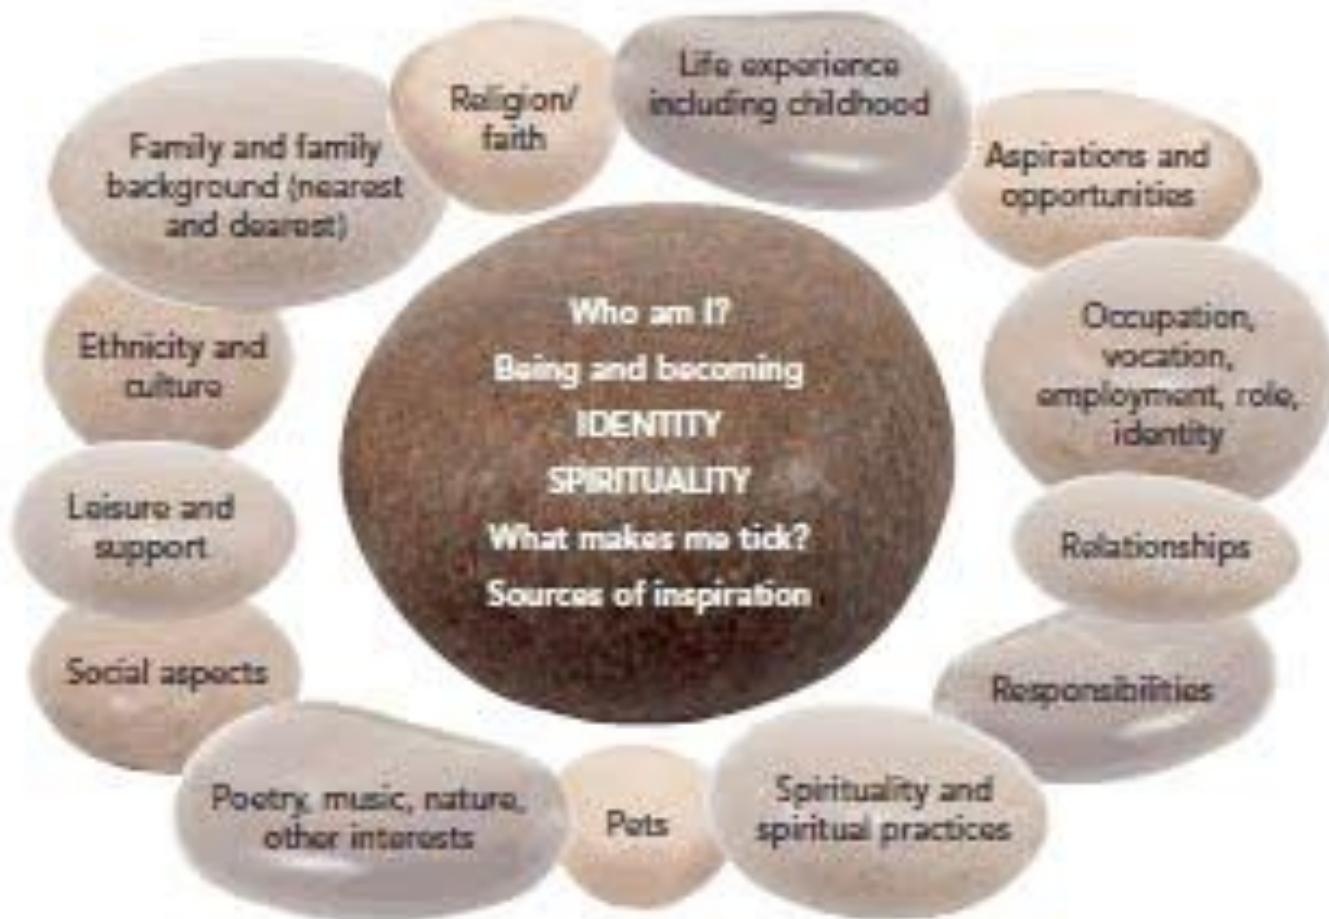 Religion/
faith
Life experience
including childhood
Aspirations and
opportunities
Occupation,
vocation,
employment, role,
identity
Relationships
Responsibilities
Spirituality and
spiritual practices
Pets
Poetry, music, nature,
other interests
Social aspects
Leisure and
support
Ethnicity and
culture
Family and family
background (nearest
and dearest)
Who am I?
Being and becoming
IDENTITY
SPIRITUALITY
What makes me tick?
Sources of inspiration